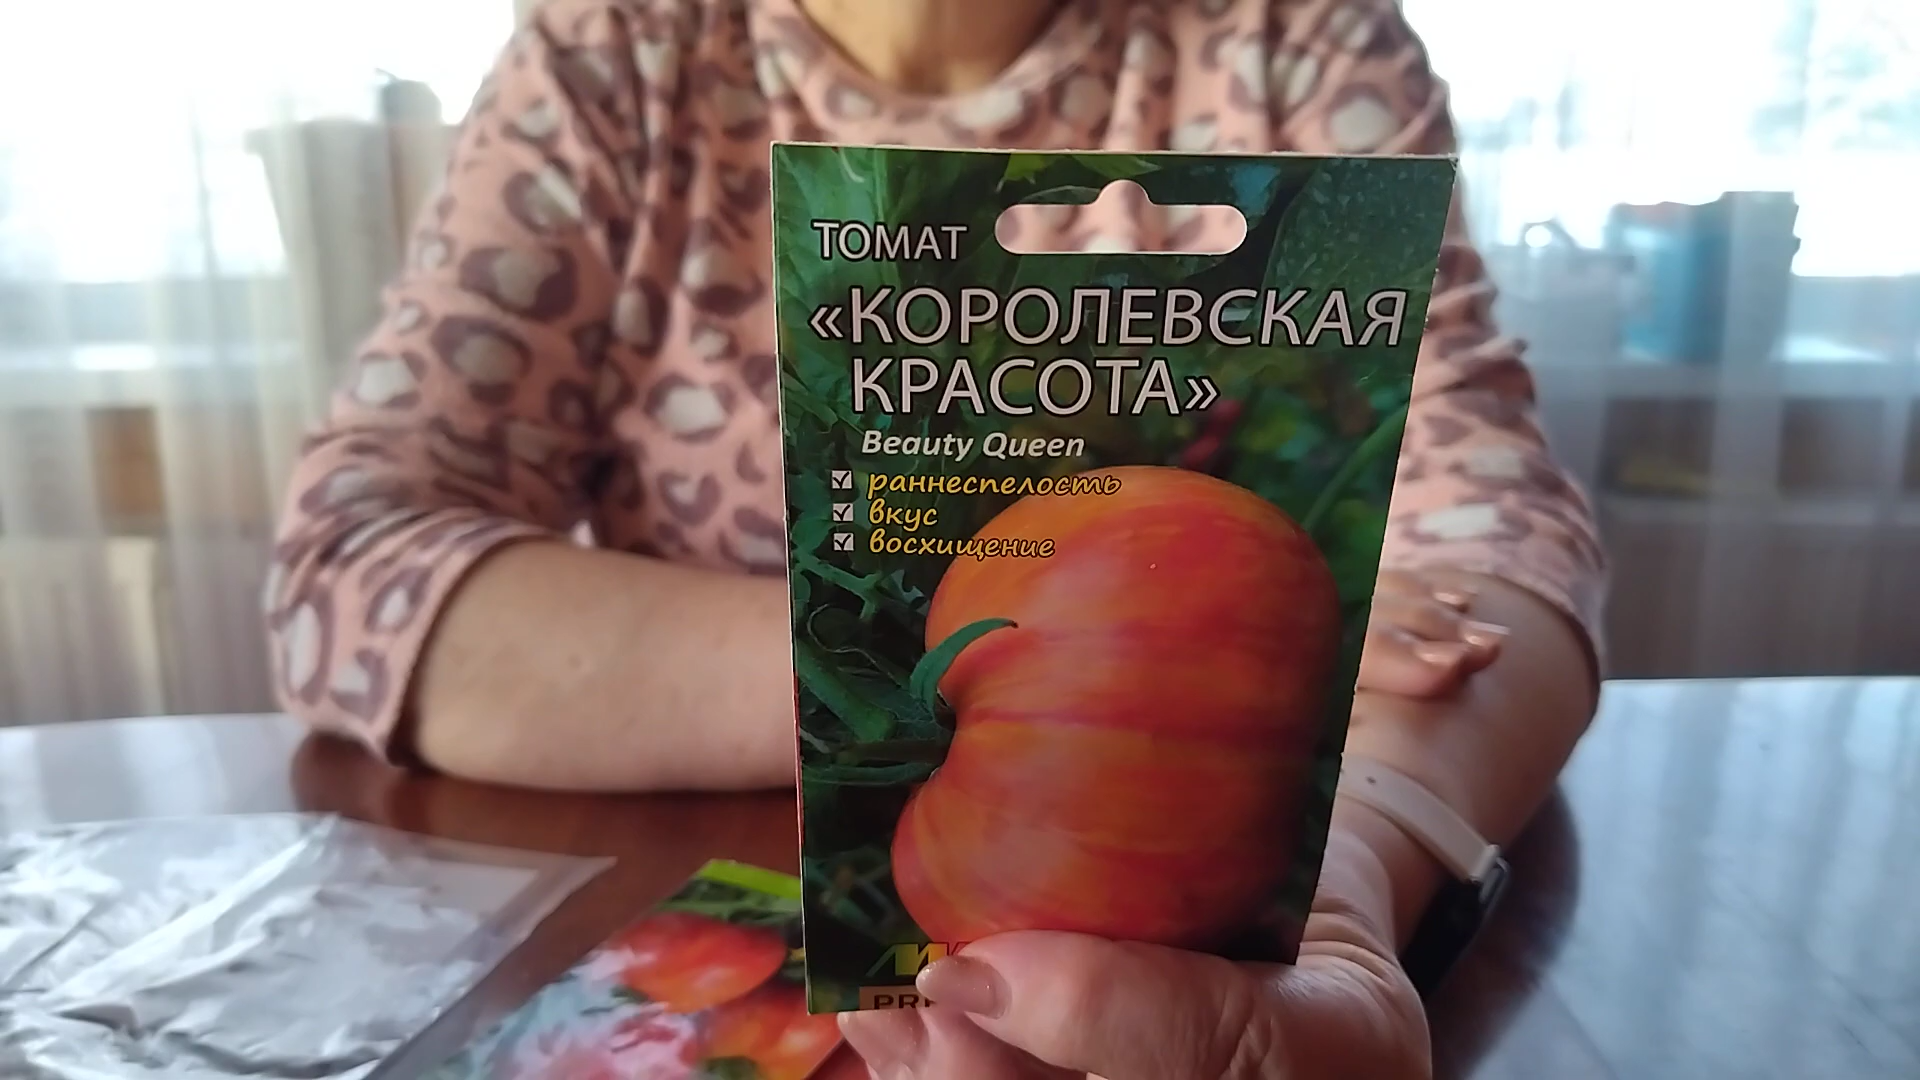 ТОМАТ
«КОРОЛЕВСКАЯ
КРАСОТА»
Beauty Queen
раннеспелость
вкус
восхищение